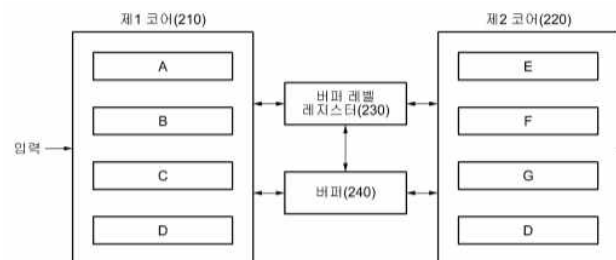 제1 코어(210)
제2 코어(220)
A
E
버퍼 레벨
레지스터(230)
B
F
입력
C
G
버퍼(240)
D
D